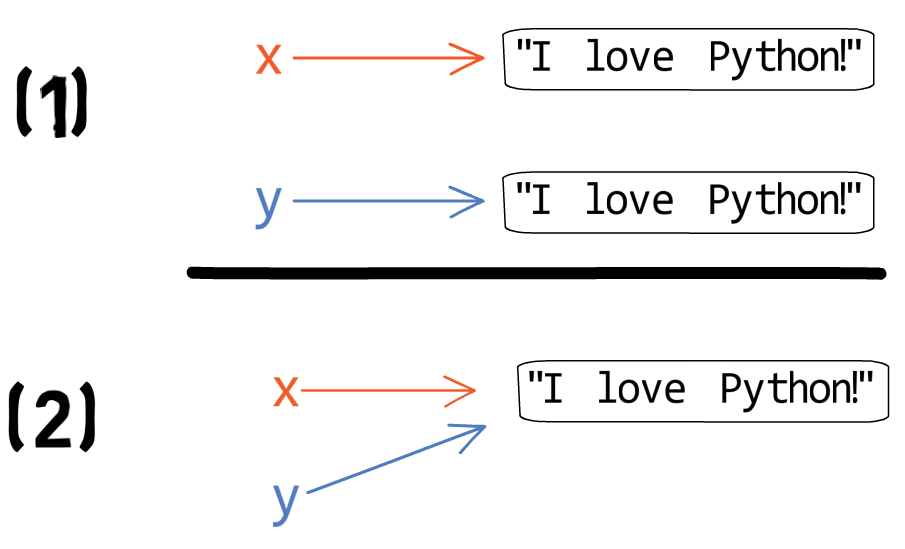 (1)
x "I love Python!"
y "I love Python!"
(2)
x "I love Python!"
y